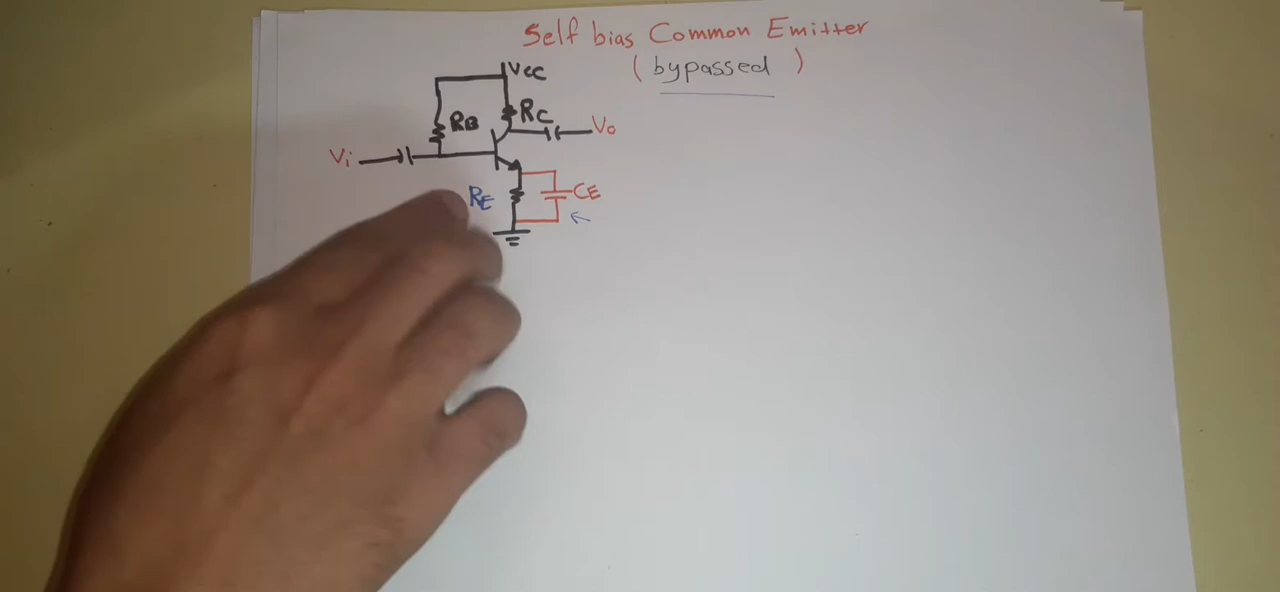 Self bias Common Emitter
(bypassed)
Vcc
RB
RC
Vo
Vi
RE
CE